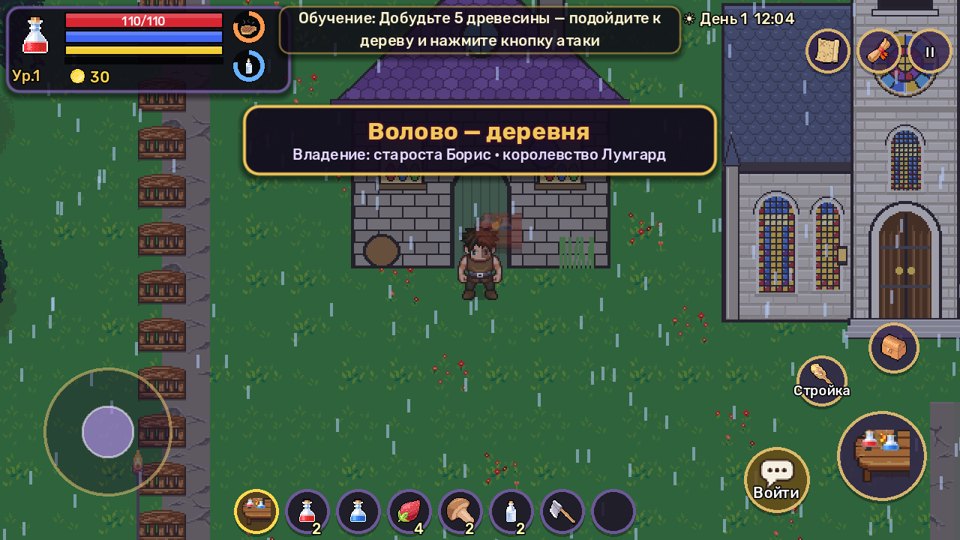 110/110
Ур.1
30
Обучение: Добудьте 5 древесины — подойдите к
дереву и нажмите кнопку атаки
День 1 12:04
Волово — деревня
Владение: староста Борис • королевство Лумгард
Стройка
Войти
2
4
2
2